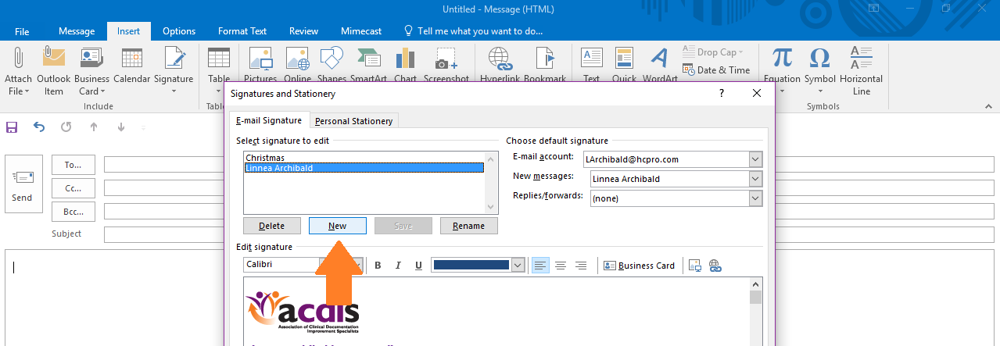 Untitled - Message (HTML)
File Message Insert Options Format Text Review Mimecast Tell me what you want to do...
Attach File
Outlook Item
Business Card
Calendar
Signature
Include
Table
Pictures
Online
Shapes
SmartArt
Chart
Screenshot
Hyperlink
Bookmark
Text
Quick
WordArt
Drop Cap
Date & Time
Equation
Symbol
Horizontal Line
Symbols
Send
To...
Cc...
Bcc...
Subject
Signatures and Stationery ?
E-mail Signature Personal Stationery
Select signature to edit
Christmas
Linnea Archibald
Delete New Save Rename
Choose default signature
E-mail account: LArchibald@hcpro.com
New messages: Linnea Archibald
Replies/forwards: (none)
Edit signature
Calibri B I U Business Card
acdis
Association of Clinical Documentation
Improvement Specialists